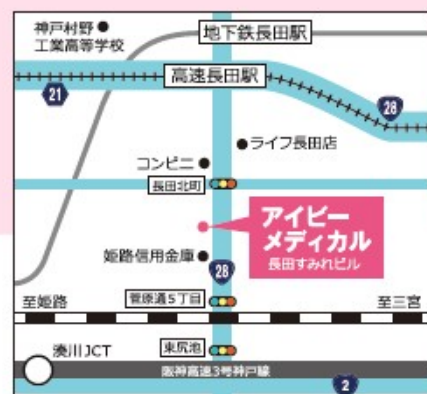 神戸村野
工業高等学校
地下鉄長田駅
高速長田駅
21
28
ライフ長田店
コンビニ
長田北町
アイビー
メディカル
長田すみれビル
姫路信用金庫
28
至姫路
菅原通5丁目
至三宮
湊川JCT
東尻池
阪神高速3号神戸線
2